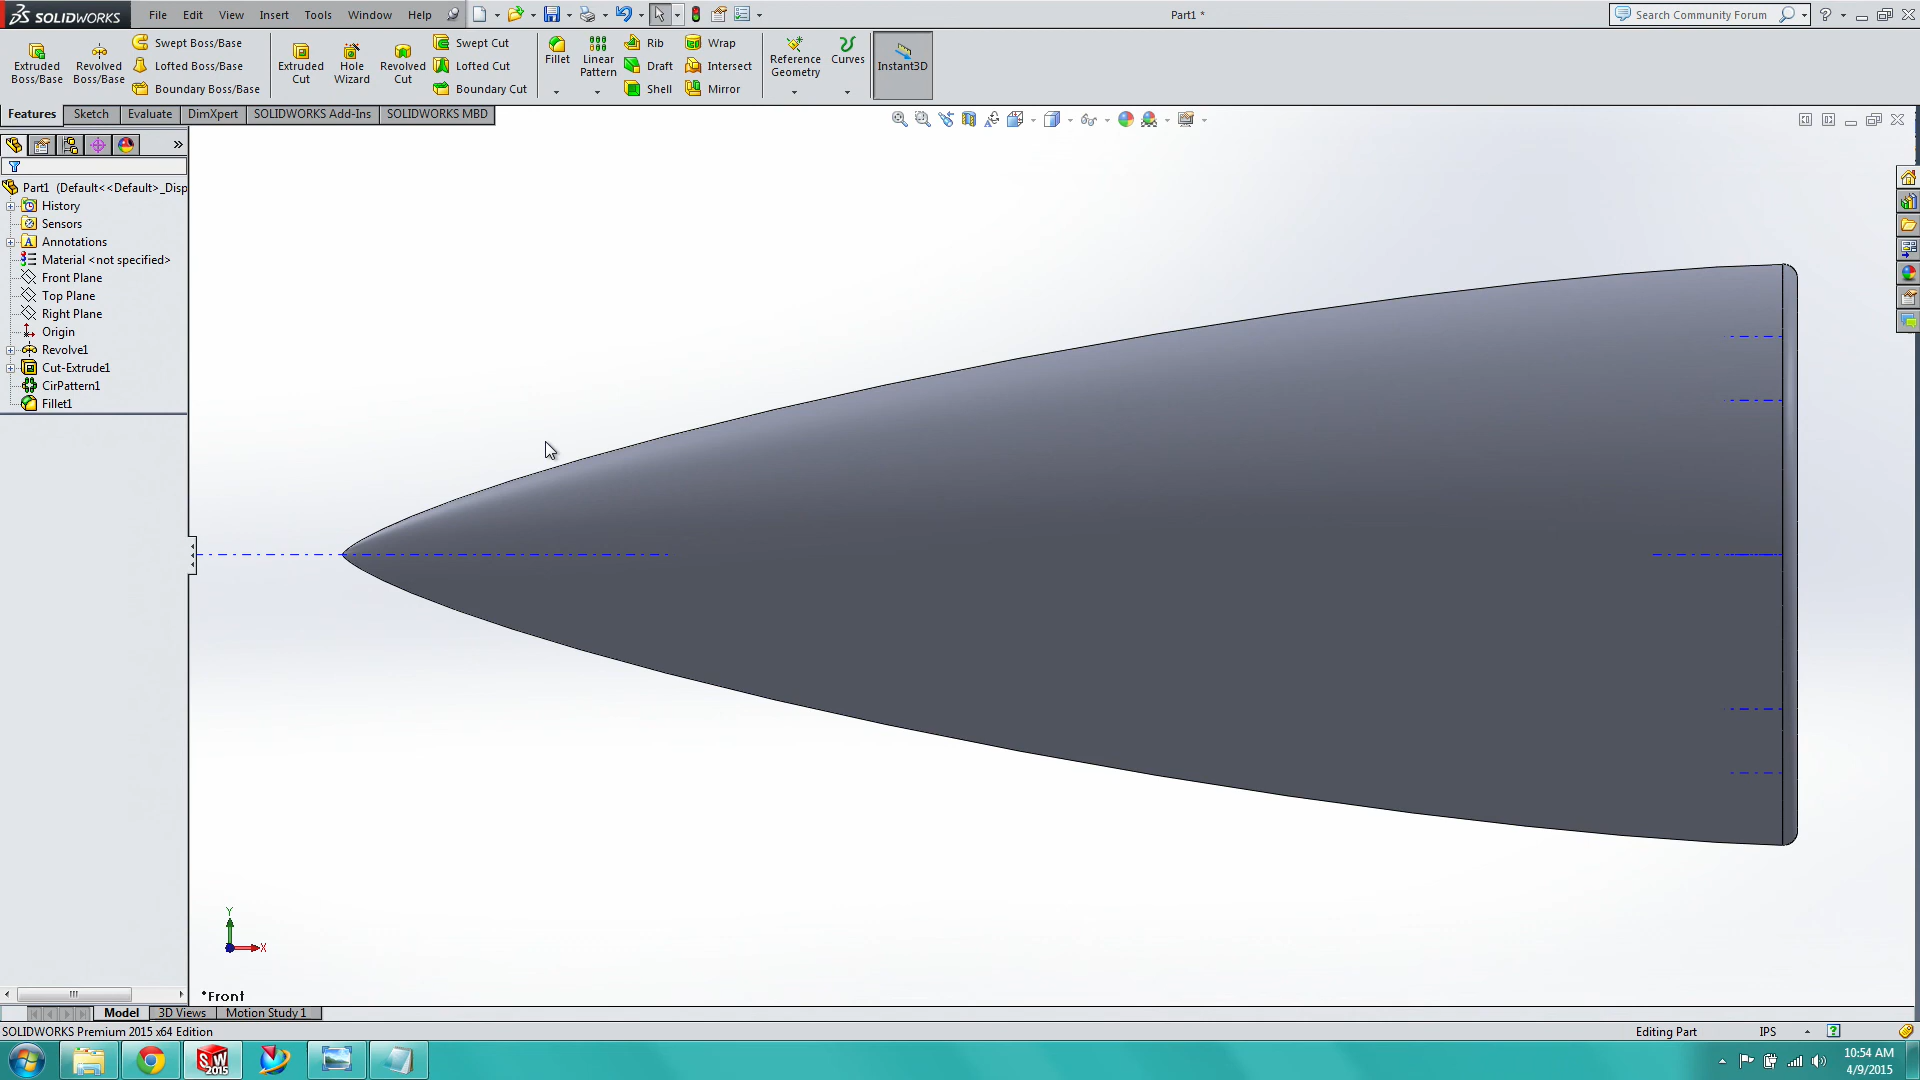 SOLIDWORKS File Edit View Insert Tools Window Help Part1 * Search Community Forum ?
Extruded Boss/Base
Revolved Boss/Base
Swept Boss/Base
Lofted Boss/Base
Boundary Boss/Base
Extruded Cut
Hole Wizard
Revolved Cut
Swept Cut
Lofted Cut
Boundary Cut
Fillet
Linear Pattern
Rib
Draft
Shell
Wrap
Intersect
Mirror
Reference Geometry
Curves
Instant3D
Features Sketch Evaluate DimXpert SOLIDWORKS Add-Ins SOLIDWORKS MBD
Part1 (Default<<Default>_Disp
History
Sensors
Annotations
Material <not specified>
Front Plane
Top Plane
Right Plane
Origin
Revolve1
Cut-Extrude1
CirPattern1
Fillet1
Y
X
*Front
Model 3D Views Motion Study 1
SOLIDWORKS Premium 2015 x64 Edition Editing Part IPS ?
SW 2015
10:54 AM
4/9/2015